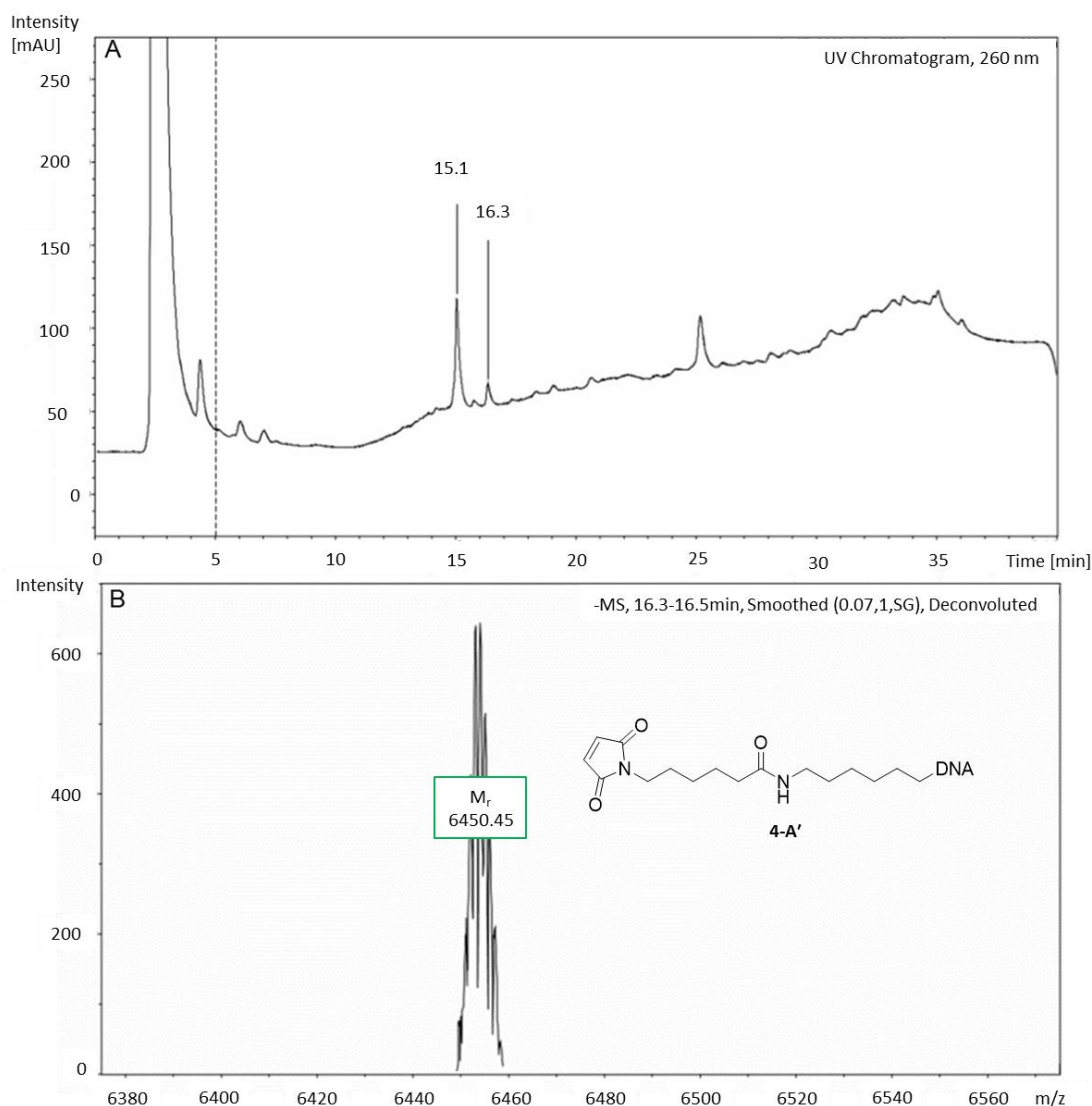 Intensity
[mAU]
A
UV Chromatogram, 260 nm
250
200
150
100
50
0
15.1
16.3
0 5 10 15 20 25 30 35 Time [min]
Intensity
B
-MS, 16.3-16.5min, Smoothed (0.07,1,SG), Deconvoluted
600
400
200
0
Mr
6450.45
O
N
O
O
N
H
DNA
4-A′
6380 6400 6420 6440 6460 6480 6500 6520 6540 6560 m/z